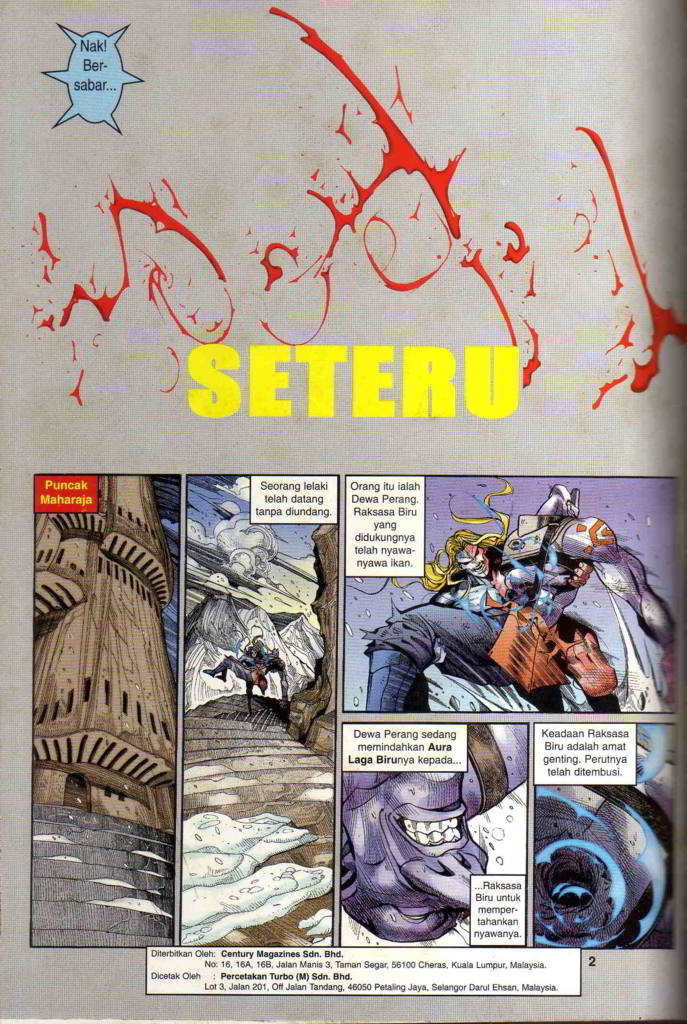 Nak!
Ber-
sabar...
SETERU
Puncak
Maharaja
Seorang lelaki
telah datang
tanpa diundang.
Orang itu ialah
Dewa Perang.
Raksasa Biru
yang
didukungnya
telah nyawa-
nyawa ikan.
Dewa Perang sedang
memindahkan Aura
Laga Birunya kepada...
...Raksasa
Biru untuk
memper-
tahankan
nyawanya.
Keadaan Raksasa
Biru adalah amat
genting. Perutnya
telah ditembusi.
Diterbitkan Oleh: Century Magazines Sdn. Bhd.
No: 16, 16A, 16B, Jalan Manis 3, Taman Segar, 56100 Cheras, Kuala Lumpur, Malaysia.
Dicetak Oleh : Percetakan Turbo (M) Sdn. Bhd.
Lot 3, Jalan 201, Off Jalan Tandang, 46050 Petaling Jaya, Selangor Darul Ehsan, Malaysia.
2